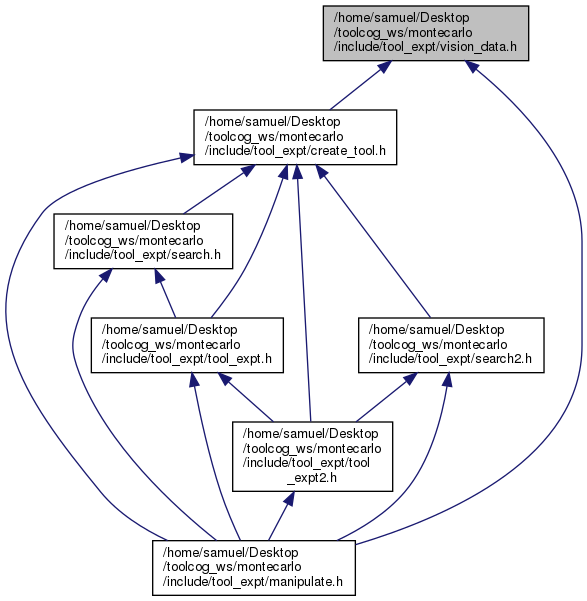 /home/samuel/Desktop
/toolcog_ws/montecarlo
/include/tool_expt/vision_data.h
/home/samuel/Desktop
/toolcog_ws/montecarlo
/include/tool_expt/create_tool.h
/home/samuel/Desktop
/toolcog_ws/montecarlo
/include/tool_expt/search.h
/home/samuel/Desktop
/toolcog_ws/montecarlo
/include/tool_expt/tool_expt.h
/home/samuel/Desktop
/toolcog_ws/montecarlo
/include/tool_expt/search2.h
/home/samuel/Desktop
/toolcog_ws/montecarlo
/include/tool_expt/tool
_expt2.h
/home/samuel/Desktop
/toolcog_ws/montecarlo
/include/tool_expt/manipulate.h